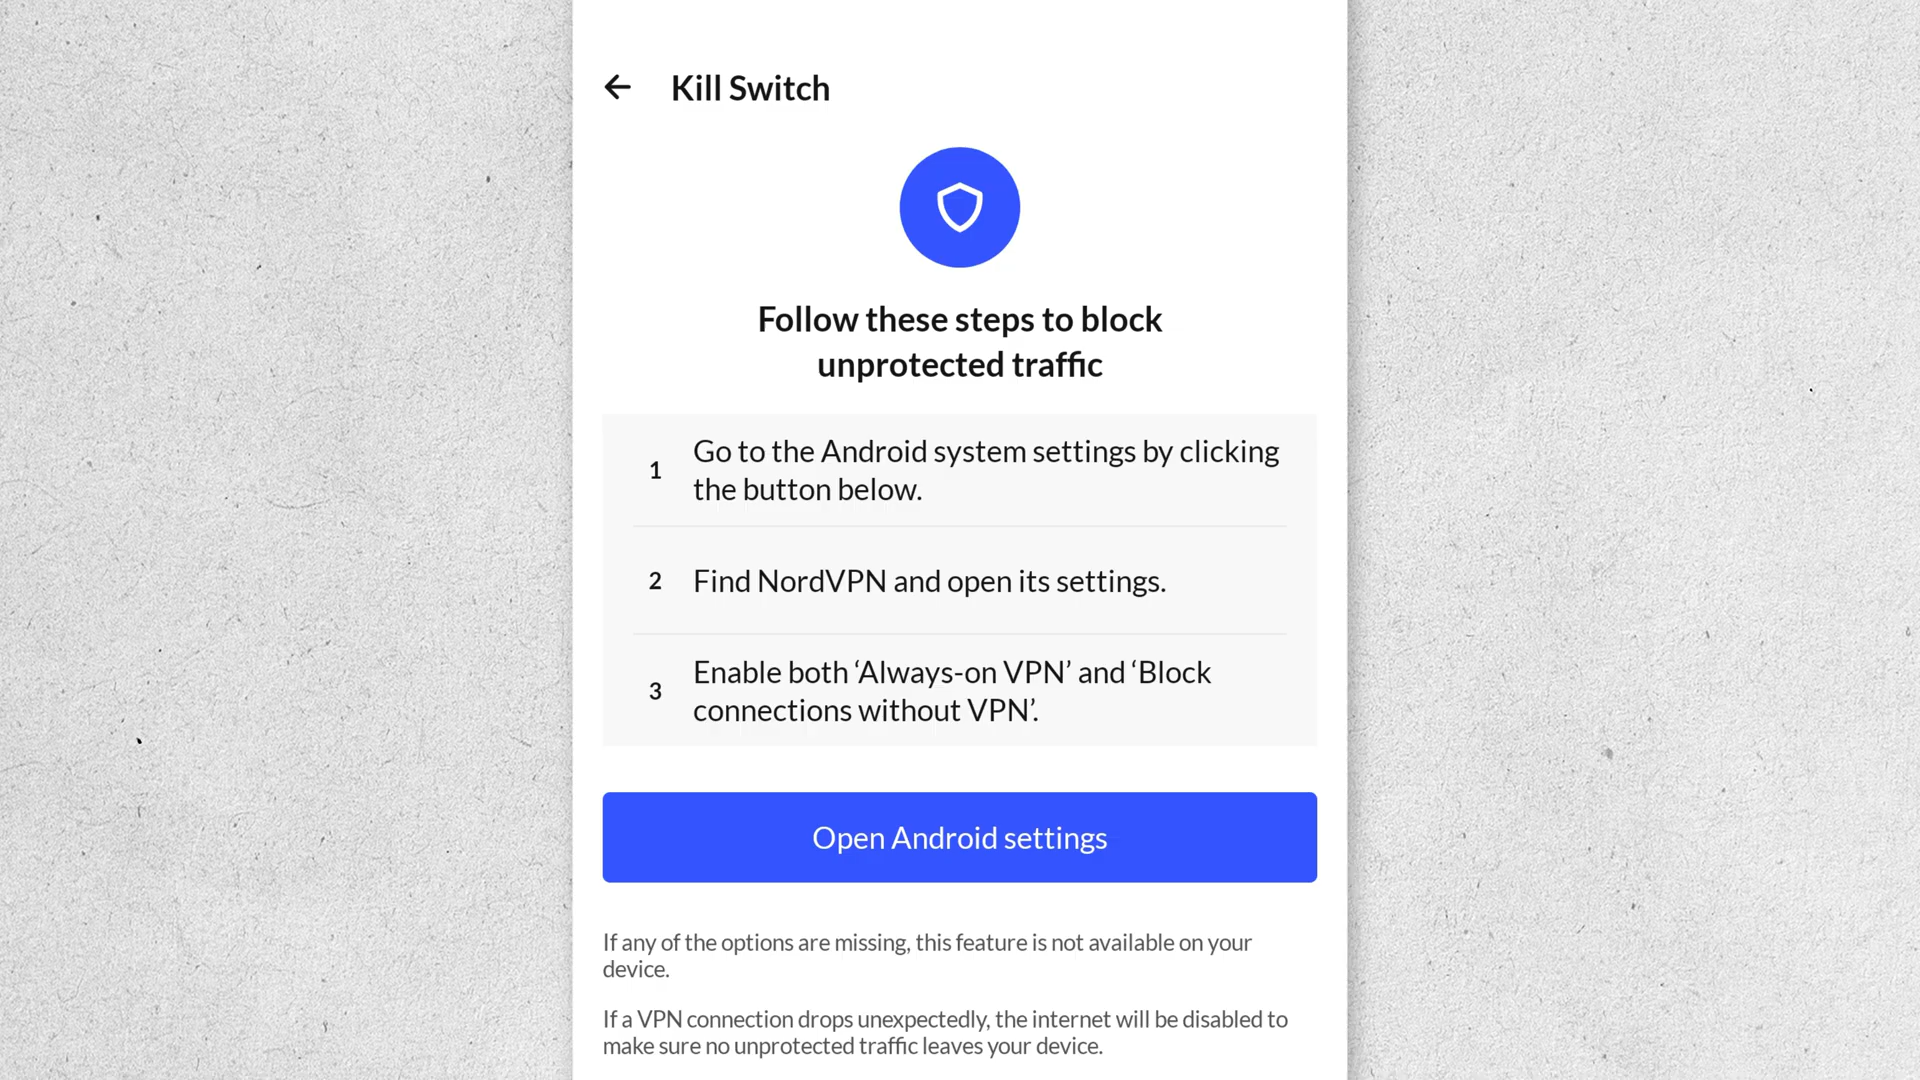 Kill Switch
Follow these steps to block
unprotected traffic
1
Go to the Android system settings by clicking
the button below.
2
Find NordVPN and open its settings.
3
Enable both ‘Always-on VPN’ and ‘Block
connections without VPN’.
Open Android settings
If any of the options are missing, this feature is not available on your
device.
If a VPN connection drops unexpectedly, the internet will be disabled to
make sure no unprotected traffic leaves your device.